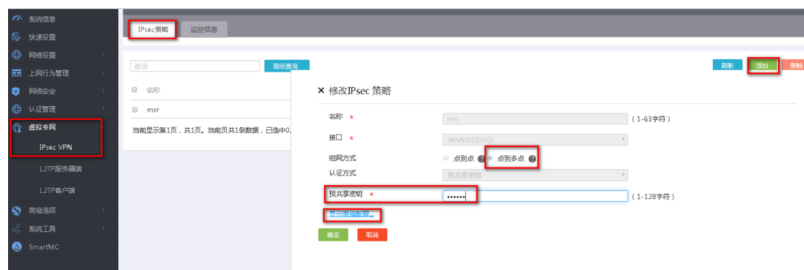 系统信息
快速设置
网络设置
上网行为管理
网络安全
认证管理
虚拟专网
IPsec VPN
L2TP服务器端
L2TP客户端
高级选项
系统工具
SmartMC
IPsec策略 监控信息
查询 高级查询 刷新 添加 删除
名称
msr
当前显示第1页，共1页。当前页共1条数据，已选中0。
× 修改IPsec 策略
名称 * msr （1-63字符）
接口 * WAN0(GE0/0)
组网方式 点到点 ? 点到多点 ?
认证方式 预共享密钥
预共享密钥 * •••••• （1-128字符）
确定 取消